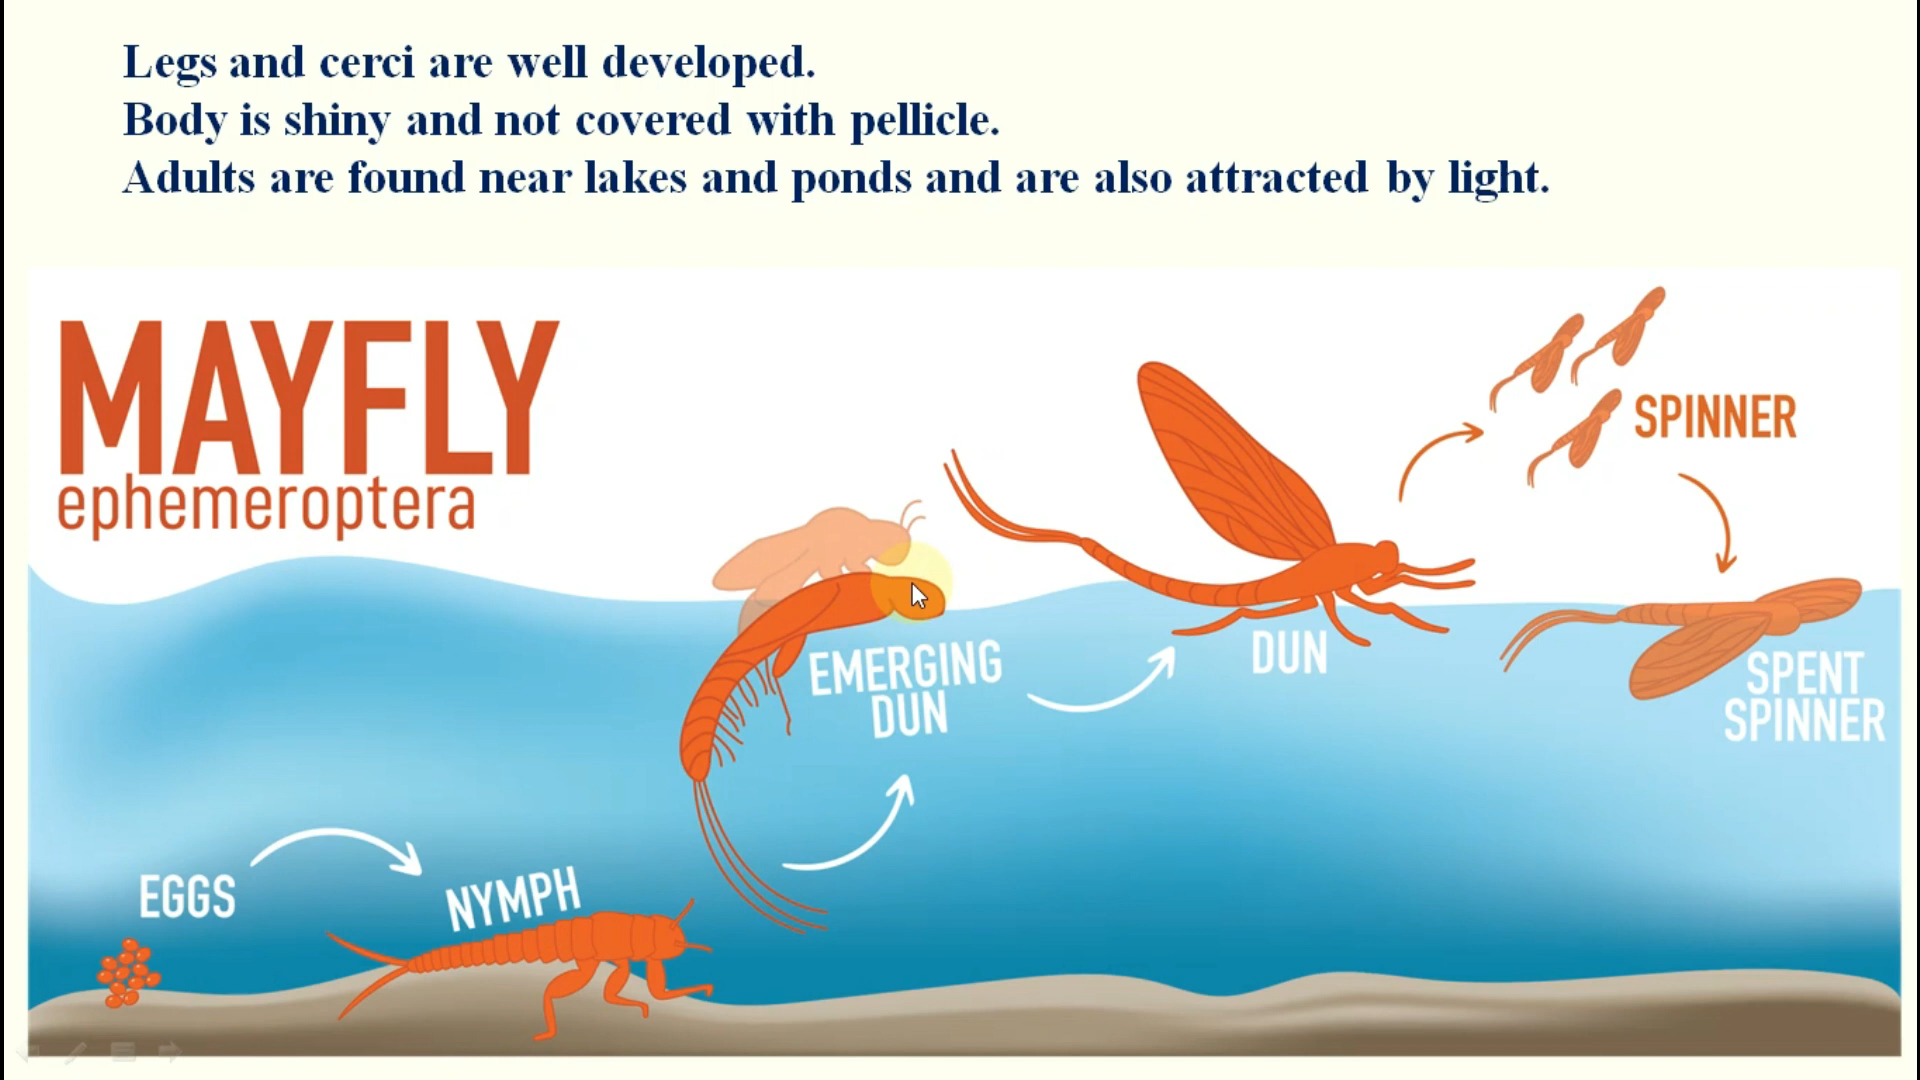 Legs and cerci are well developed.
Body is shiny and not covered with pellicle.
Adults are found near lakes and ponds and are also attracted by light.
MAYFLY
ephemeroptera
SPINNER
EMERGING
DUN
DUN
SPENT
SPINNER
EGGS
NYMPH